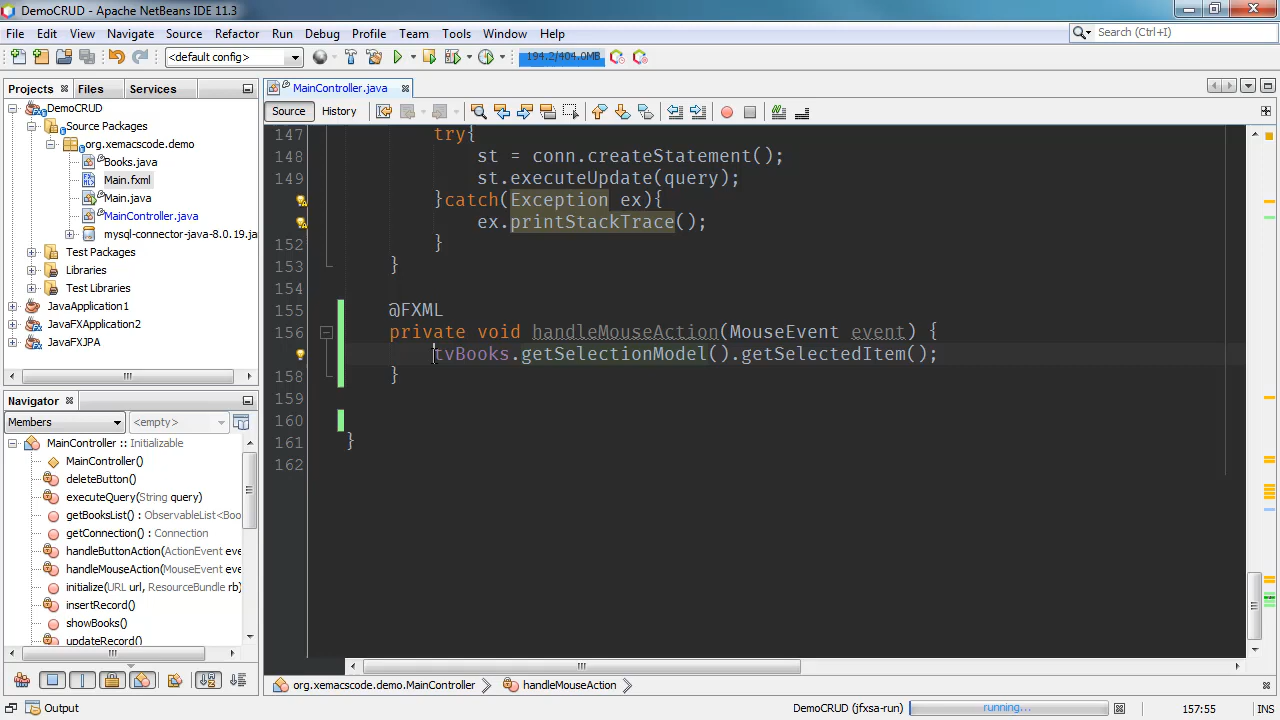 DemoCRUD - Apache NetBeans IDE 11.3
File Edit View Navigate Source Refactor Run Debug Profile Team Tools Window Help
Search (Ctrl+I)
<default config>
194.2/404.0MB
Projects Files Services
MainController.java
Source History
DemoCRUD
Source Packages
org.xemacscode.demo
Books.java
Main.fxml
Main.java
MainController.java
mysql-connector-java-8.0.19.ja
Test Packages
Libraries
Test Libraries
JavaApplication1
JavaFXApplication2
JavaFXJPA
147 try{
148 st = conn.createStatement();
149 st.executeUpdate(query);
}catch(Exception ex){
ex.printStackTrace();
152 }
153 }
154
155 @FXML
156 private void handleMouseAction(MouseEvent event) {
tvBooks.getSelectionModel().getSelectedItem();
158 }
159
160
161 }
162
Navigator
Members <empty>
MainController :: Initializable
MainController()
deleteButton()
executeQuery(String query)
getBooksList() : ObservableList<Boo
getConnection() : Connection
handleButtonAction(ActionEvent eve
handleMouseAction(MouseEvent eve
initialize(URL url, ResourceBundle rb)
insertRecord()
showBooks()
updateRecord()
org.xemacscode.demo.MainController handleMouseAction
Output
DemoCRUD (jfxsa-run) running...
157:55 INS